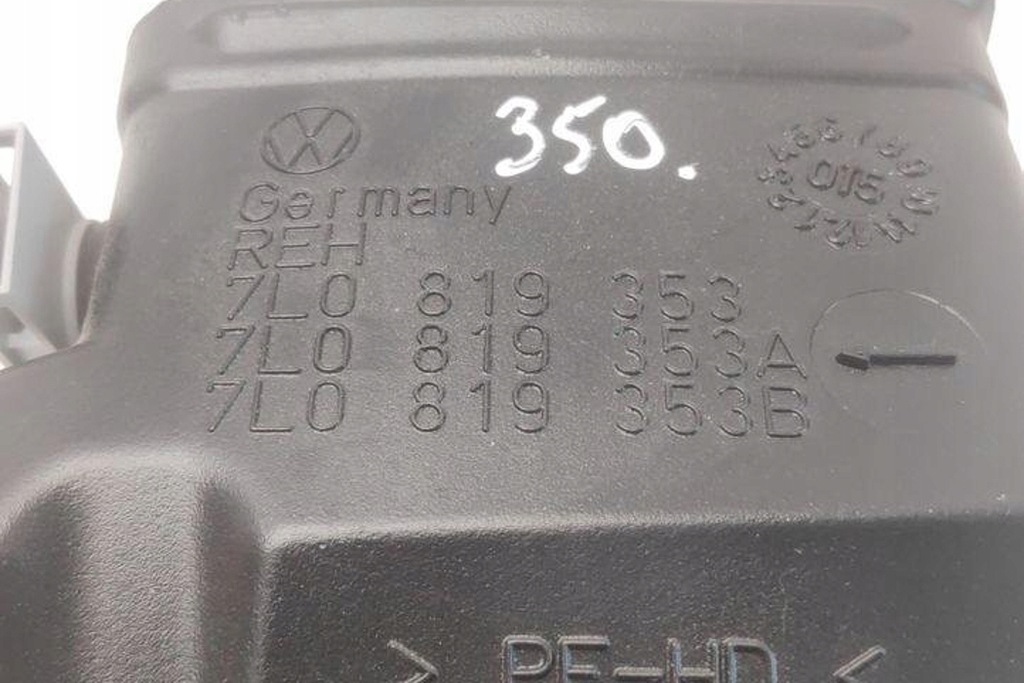 350.
Germany
REH
7L0 819 353
7L0 819 353A
7L0 819 353B
015
> PE-HD <